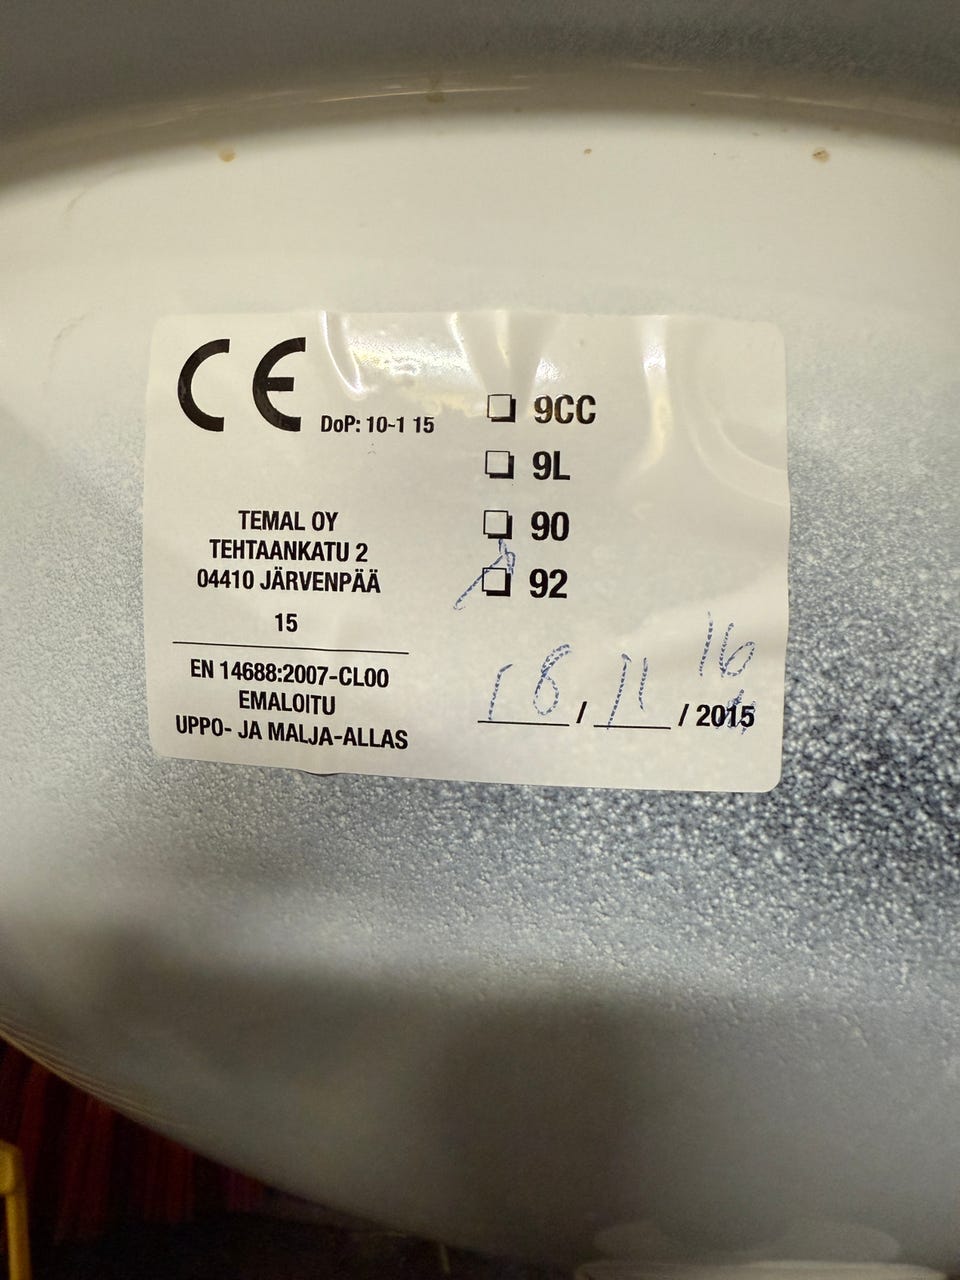 CE DoP: 10-1 15
TEMAL OY
TEHTAANKATU 2
04410 JÄRVENPÄÄ
15
EN 14688:2007-CL00
EMALOITU
UPPO- JA MALJA-ALLAS
9CC
9L
90
92
16
18 / 11 / 2015